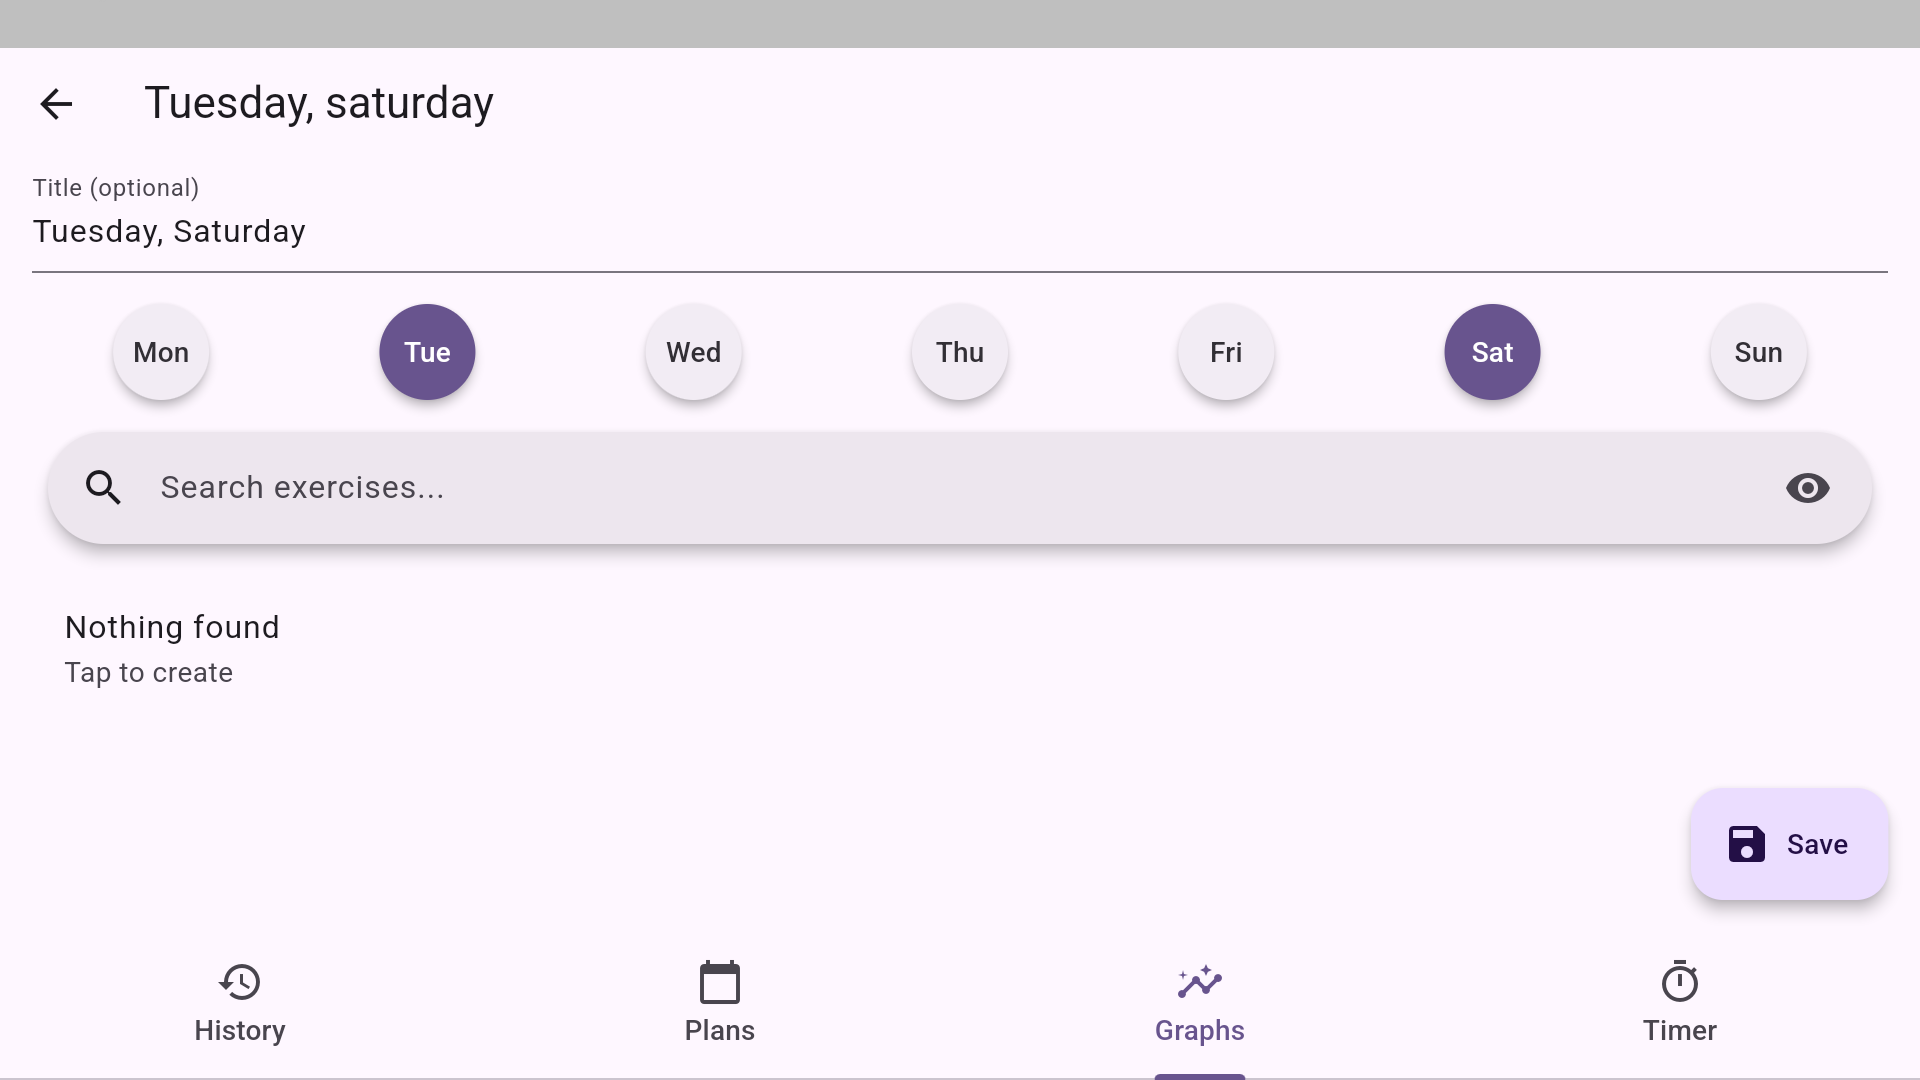 Tuesday, saturday
Title (optional)
Tuesday, Saturday
Mon Tue Wed Thu Fri Sat Sun
Search exercises...
Nothing found
Tap to create
Save
History Plans Graphs Timer